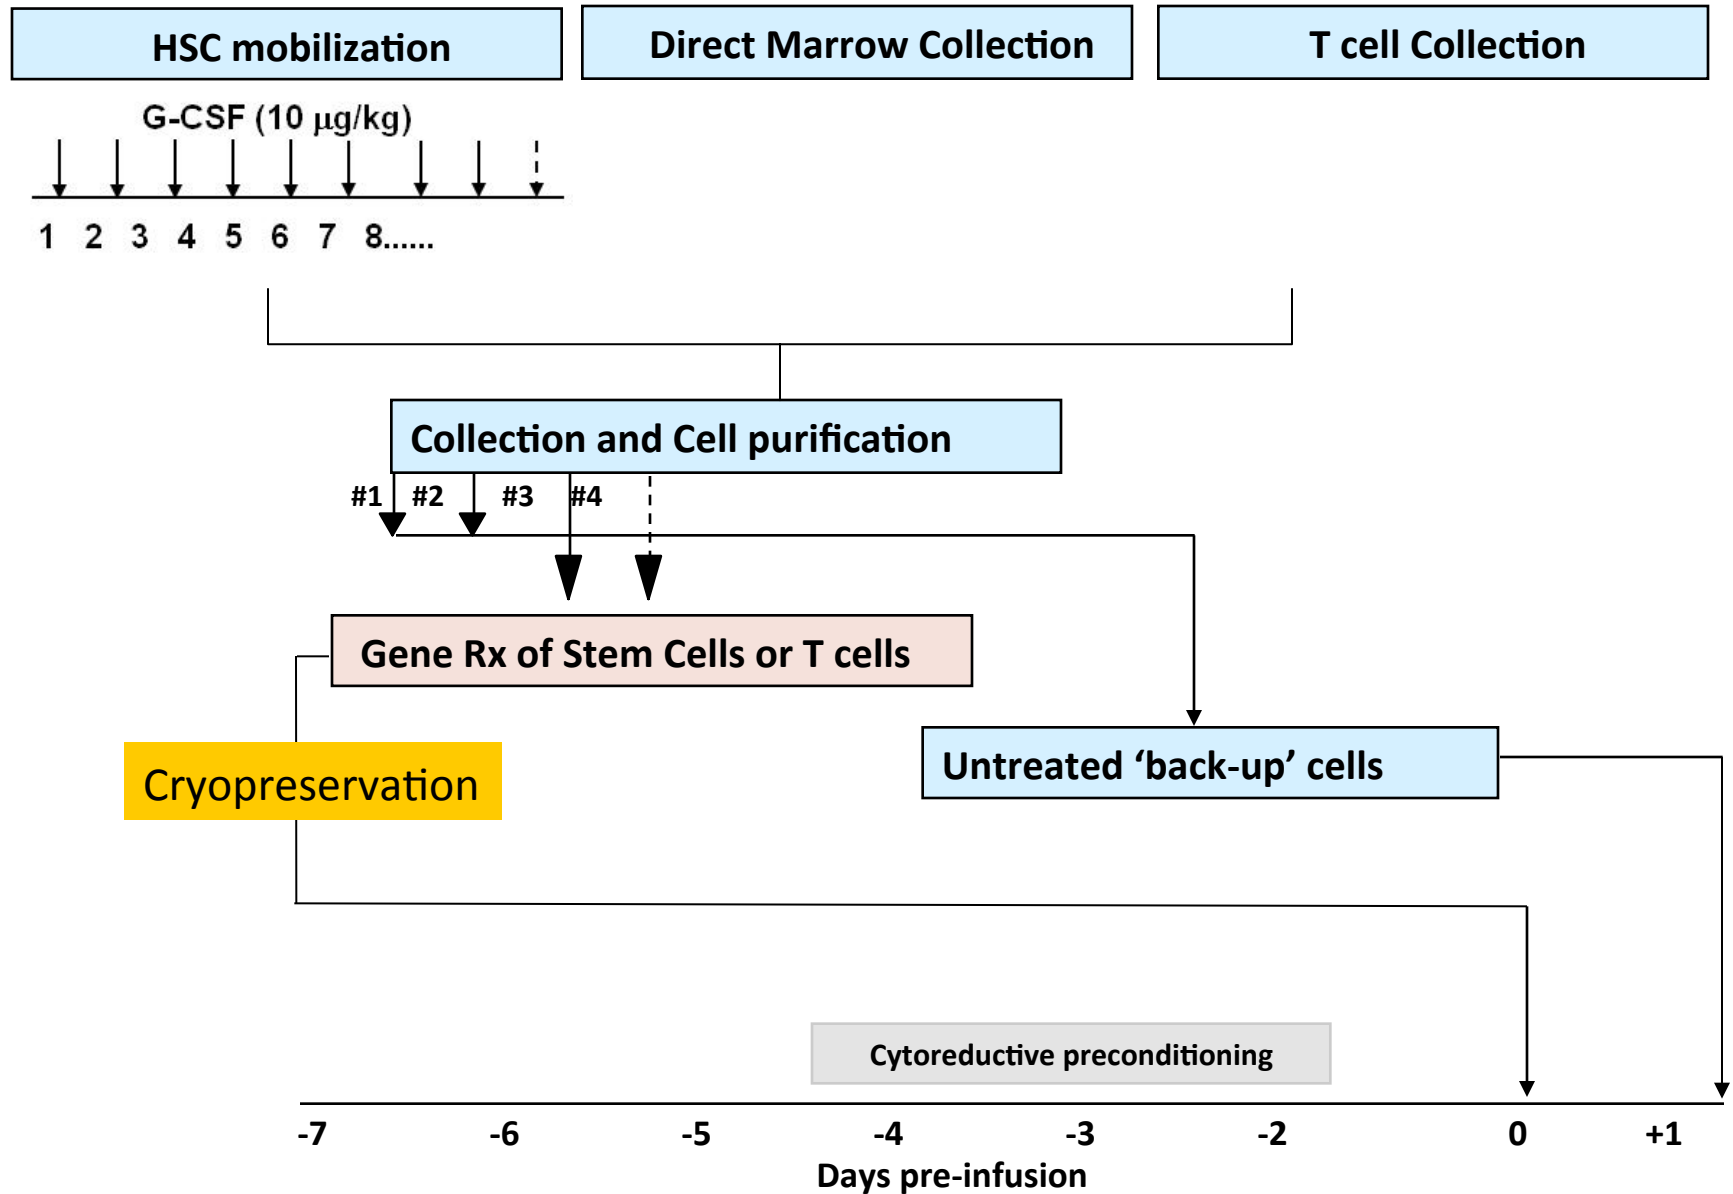 HSC mobilization
Direct Marrow Collection
T cell Collection
G-CSF (10 µg/kg)
1 2 3 4 5 6 7 8......
Collection and Cell purification
#1 #2 #3 #4
Gene Rx of Stem Cells or T cells
Untreated ‘back-up’ cells
Cryopreservation
Cytoreductive preconditioning
-7 -6 -5 -4 -3 -2 0 +1
Days pre-infusion